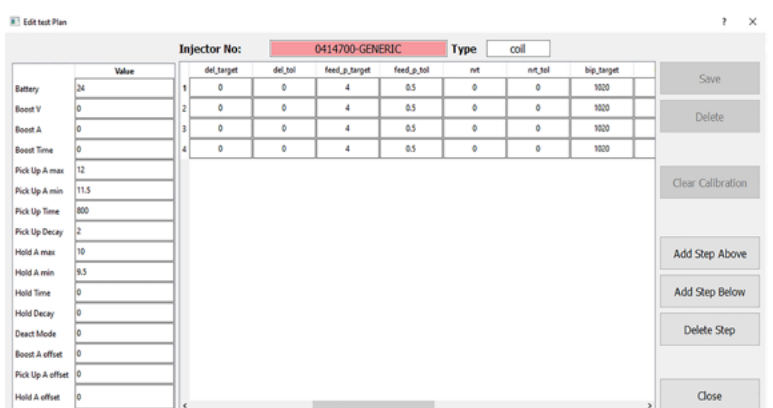 Edit test Plan ? ×
Injector No: 0414700-GENERIC Type coil
Value del_target del_tol feed_p_target feed_p_tol nrt nrt_tol bip_target
Battery 24 1 0 0 4 0.5 0 0 1020 Save
Boost V 0 2 0 0 4 0.5 0 0 1020 Delete
Boost A 0 3 0 0 4 0.5 0 0 1020
Boost Time 0 4 0 0 4 0.5 0 0 1020
Pick Up A max 12
Pick Up A min 11.5 Clear Calibration
Pick Up Time 800
Pick Up Decay 2
Hold A max 10 Add Step Above
Hold A min 9.5
Hold Time 0 Add Step Below
Hold Decay 0
Deact Mode 0 Delete Step
Boost A offset 0
Pick Up A offset 0
Hold A offset 0 Close